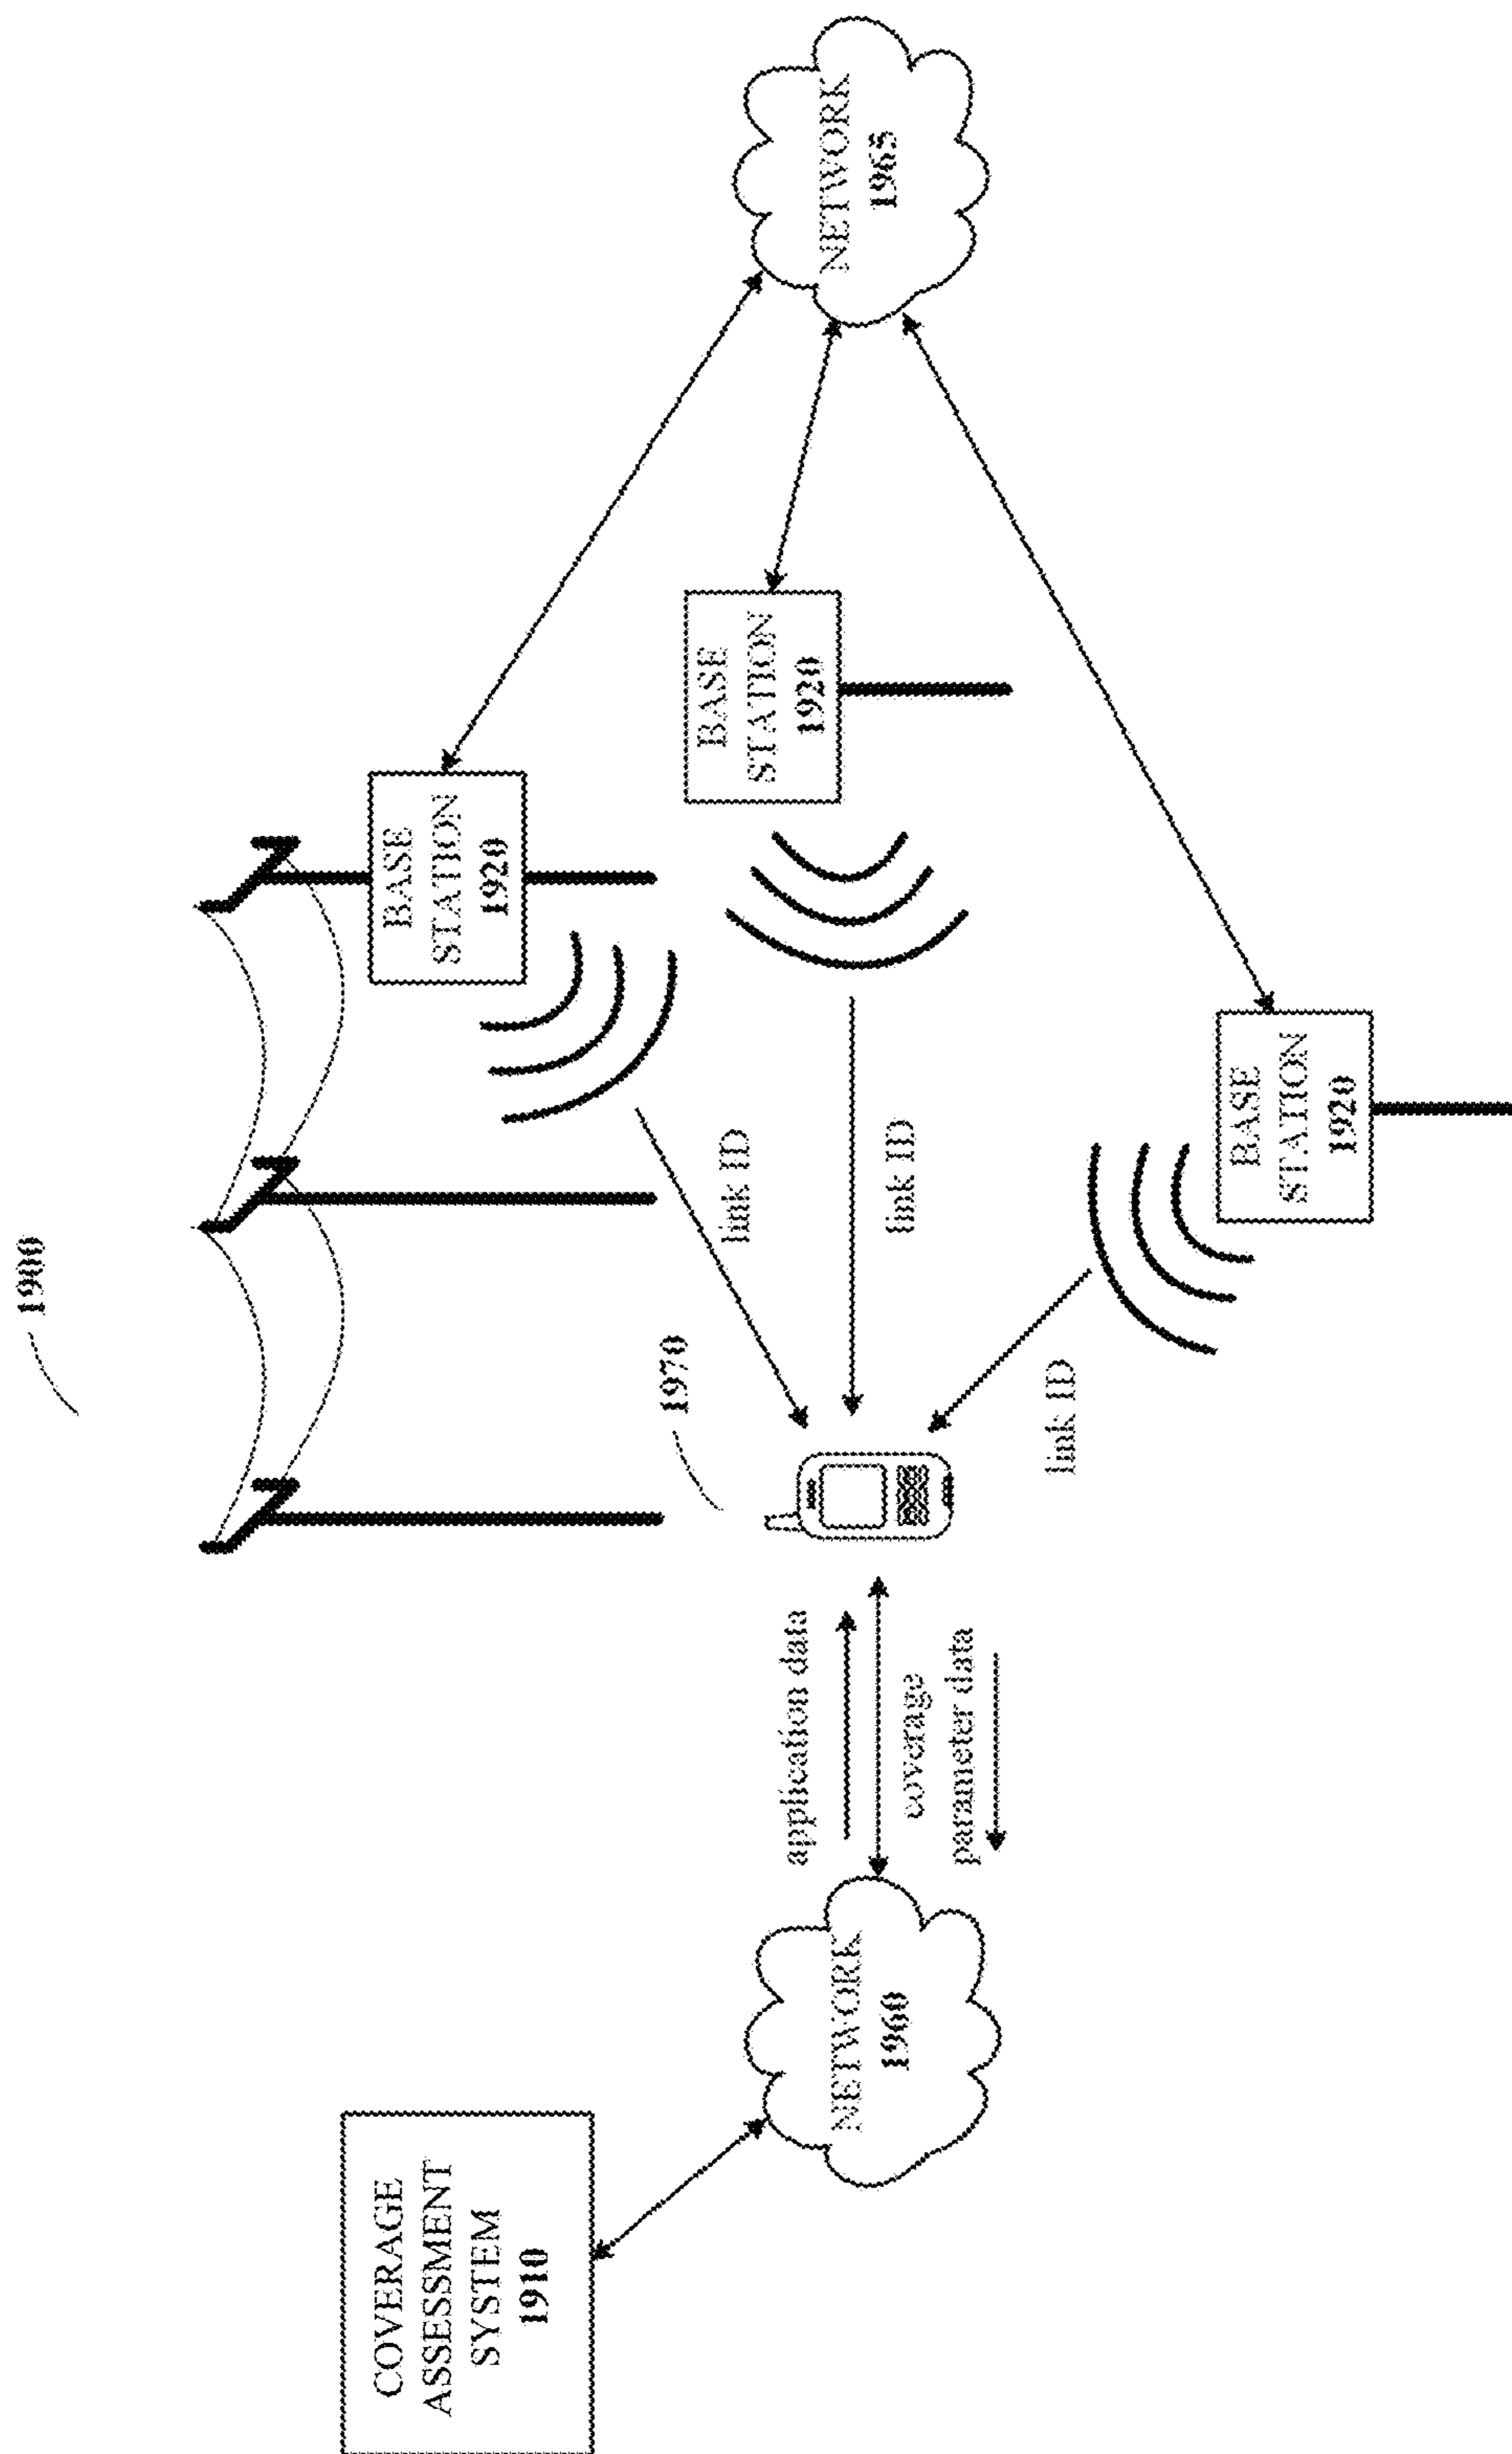 1900
COVERAGE
ASSESSMENT
SYSTEM
1910
BASE
STATION
1920
1970
link ID
BASE
STATION
1920
application data
NETWORK
1960
NETWORK
1965
link ID
coverage
parameter data
link ID
BASE
STATION
1920